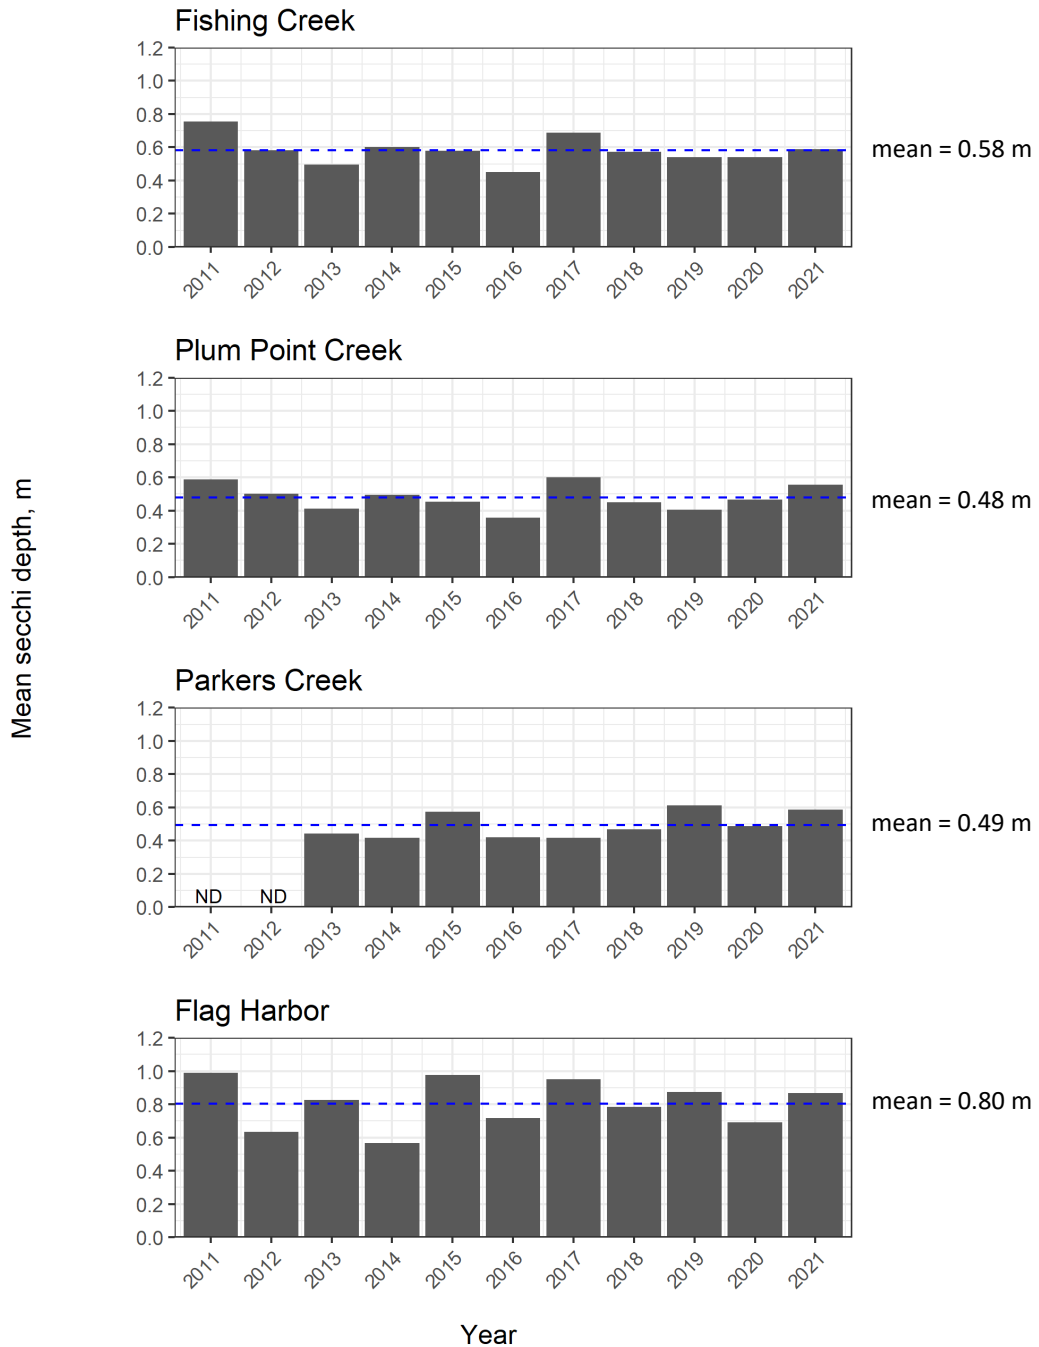 Mean secchi depth, m
Fishing Creek
1.2
1.0
0.8
0.6
0.4
0.2
0.0
mean = 0.58 m
2011 2012 2013 2014 2015 2016 2017 2018 2019 2020 2021
Plum Point Creek
1.2
1.0
0.8
0.6
0.4
0.2
0.0
mean = 0.48 m
2011 2012 2013 2014 2015 2016 2017 2018 2019 2020 2021
Parkers Creek
1.2
1.0
0.8
0.6
0.4
0.2
0.0
ND ND
mean = 0.49 m
2011 2012 2013 2014 2015 2016 2017 2018 2019 2020 2021
Flag Harbor
1.2
1.0
0.8
0.6
0.4
0.2
0.0
mean = 0.80 m
2011 2012 2013 2014 2015 2016 2017 2018 2019 2020 2021
Year